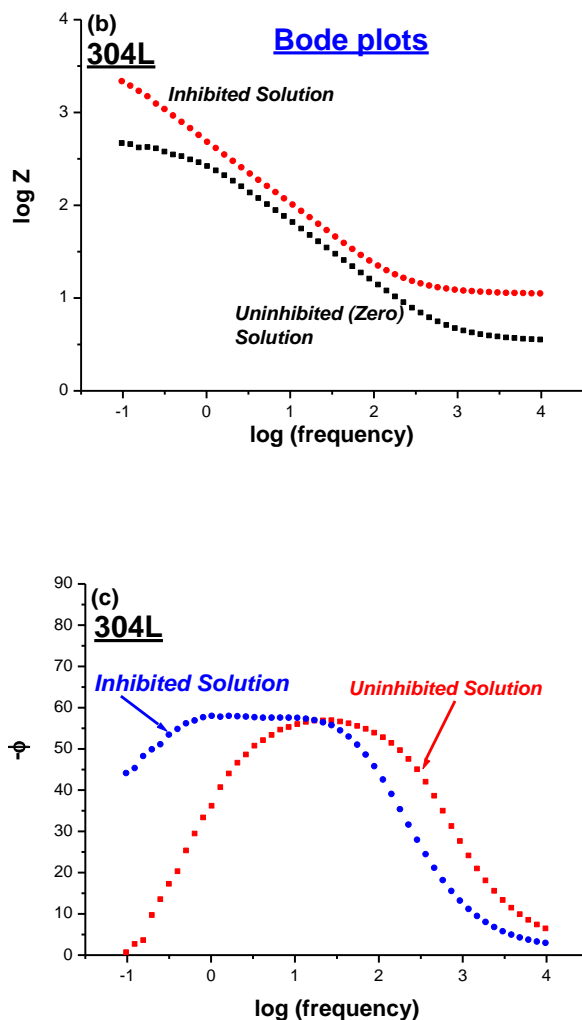 (b)
304L
Bode plots
Inhibited Solution
Uninhibited (Zero)
Solution
log Z
4
3
2
1
0
-1 0 1 2 3 4
log (frequency)
(c)
304L
Inhibited Solution
Uninhibited Solution
-ϕ
90
80
70
60
50
40
30
20
10
0
-1 0 1 2 3 4
log (frequency)